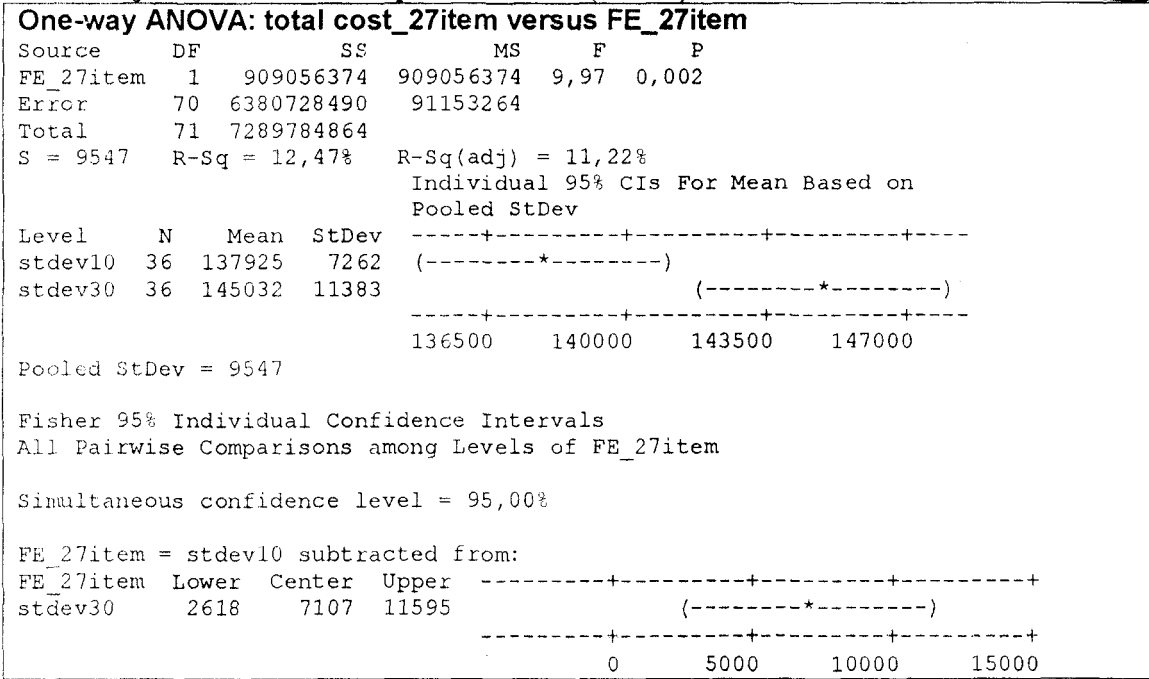 One-way ANOVA: total cost_27item versus FE_27item
Source DF SS MS F P
FE_27item 1 909056374 909056374 9,97 0,002
Error 70 6380728490 91153264
Total 71 7289784864
S = 9547 R-Sq = 12,47% R-Sq(adj) = 11,22%
Individual 95% CIs For Mean Based on
Pooled StDev
Level N Mean StDev -----+---------+---------+---------+----
stdev10 36 137925 7262 (--------*--------)
stdev30 36 145032 11383 (--------*--------)
-----+---------+---------+---------+----
136500 140000 143500 147000
Pooled StDev = 9547
Fisher 95% Individual Confidence Intervals
All Pairwise Comparisons among Levels of FE_27item
Simultaneous confidence level = 95,00%
FE_27item = stdev10 subtracted from:
FE_27item Lower Center Upper ---------+---------+---------+---------+
stdev30 2618 7107 11595 (--------*--------)
---------+---------+---------+---------+
0 5000 10000 15000